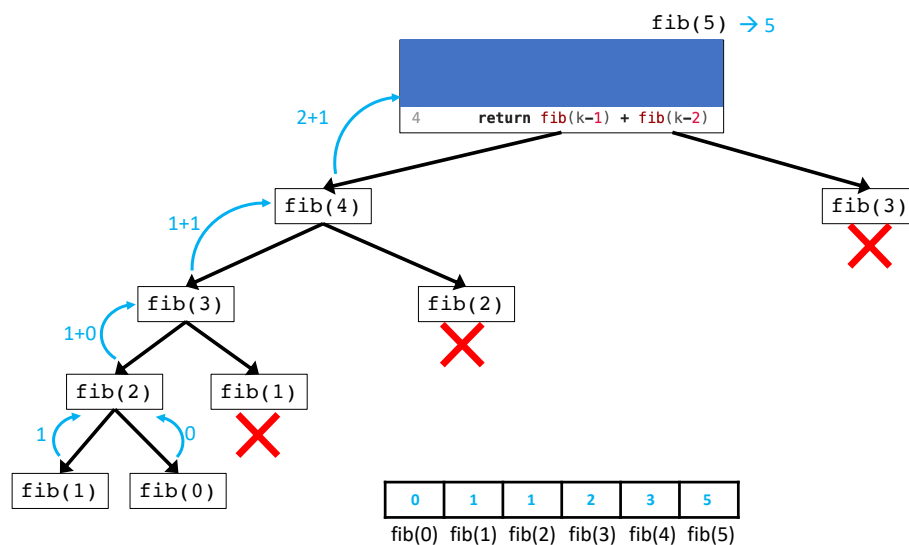 fib(5) → 5
4 return fib(k-1) + fib(k-2)
2+1
fib(4)
fib(3)
1+1
fib(3)
fib(2)
1+0
fib(2)
fib(1)
1
0
fib(1)
fib(0)
0 1 1 2 3 5
fib(0) fib(1) fib(2) fib(3) fib(4) fib(5)